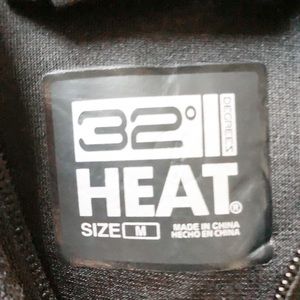 32° DEGREES
HEAT®
SIZE M
MADE IN CHINA
HECHO EN CHINA